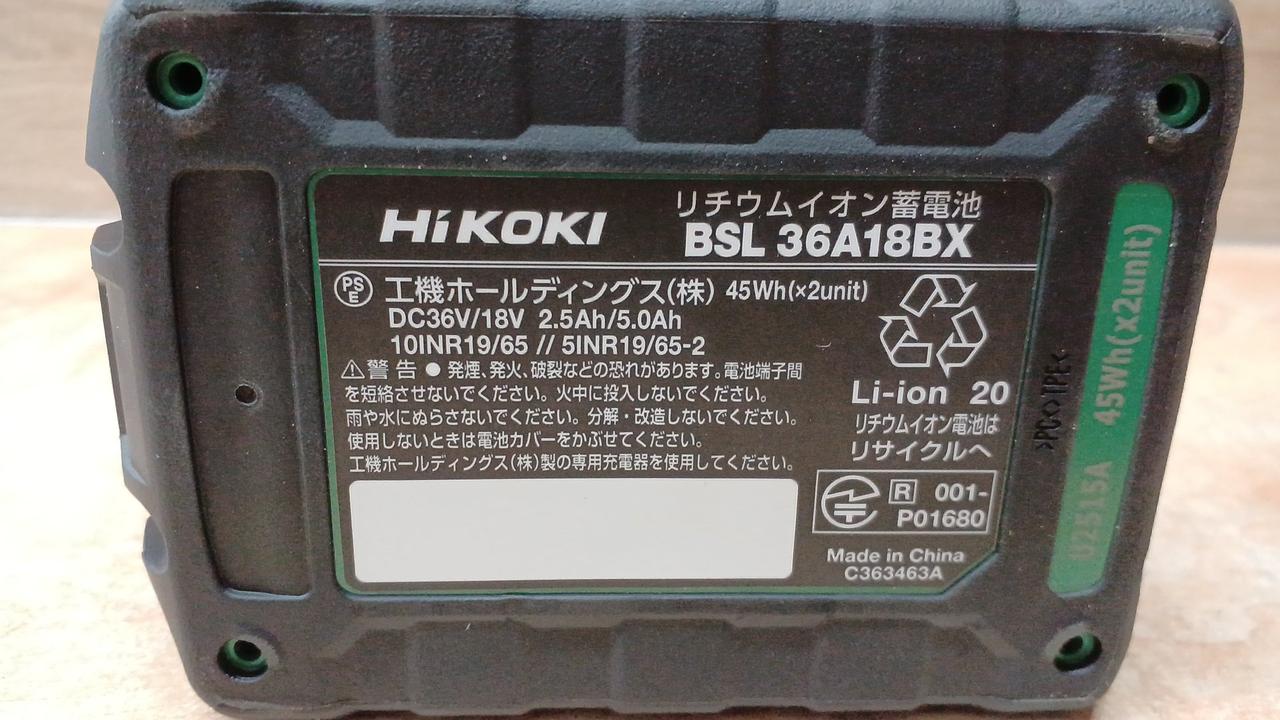 HiKOKI
リチウムイオン蓄電池
BSL 36A18BX
PSE
工機ホールディングス(株) 45Wh(×2unit)
DC36V/18V 2.5Ah/5.0Ah
10INR19/65 // 5INR19/65-2
⚠警告 ● 発煙、発火、破裂などの恐れがあります。電池端子間
を短絡させないでください。火中に投入しないでください。
雨や水にぬらさないでください。分解・改造しないでください。
使用しないときは電池カバーをかぶせてください。
工機ホールディングス(株)製の専用充電器を使用してください。
Li-ion 20
リチウムイオン電池は
リサイクルへ
R 001-
P01680
Made in China
C363463A
>PC<>TPE<
U2515A 45Wh(x2unit)